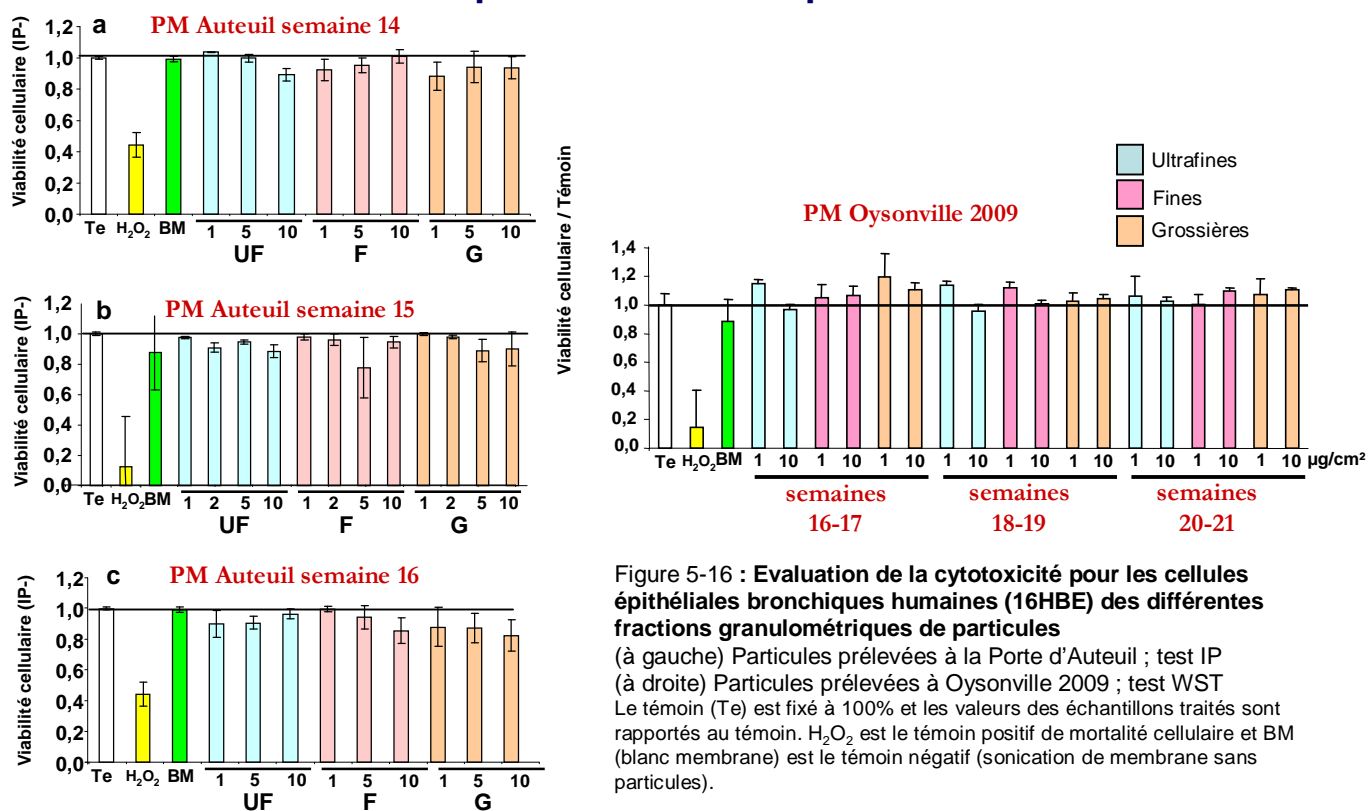 a PM Auteuil semaine 14
Viabilité cellulaire (IP-)
1,2
1,0
0,8
0,6
0,4
0,2
0,0
Te H₂O₂ BM 1 5 10 1 5 10 1 5 10
UF F G
b PM Auteuil semaine 15
Viabilité cellulaire (IP-)
1,2
1,0
0,8
0,6
0,4
0,2
0,0
Te H₂O₂ BM 1 2 5 10 1 2 5 10 1 2 5 10
UF F G
c PM Auteuil semaine 16
Viabilité cellulaire (IP-)
1,2
1,0
0,8
0,6
0,4
0,2
0,0
Te H₂O₂ BM 1 5 10 1 5 10 1 5 10
UF F G
Ultrafines
Fines
Grossières
PM Oysonville 2009
Viabilité cellulaire / Témoin
1,4
1,2
1,0
0,8
0,6
0,4
0,2
0,0
Te H₂O₂ BM 1 10 1 10 1 10 1 10 1 10 1 10 1 10 1 10 1 10 µg/cm²
semaines semaines semaines
16-17 18-19 20-21
Figure 5-16 : Evaluation de la cytotoxicité pour les cellules
épithéliales bronchiques humaines (16HBE) des différentes
fractions granulométriques de particules
(à gauche) Particules prélevées à la Porte d'Auteuil ; test IP
(à droite) Particules prélevées à Oysonville 2009 ; test WST
Le témoin (Te) est fixé à 100% et les valeurs des échantillons traités sont
rapportés au témoin. H₂O₂ est le témoin positif de mortalité cellulaire et BM
(blanc membrane) est le témoin négatif (sonication de membrane sans
particules).